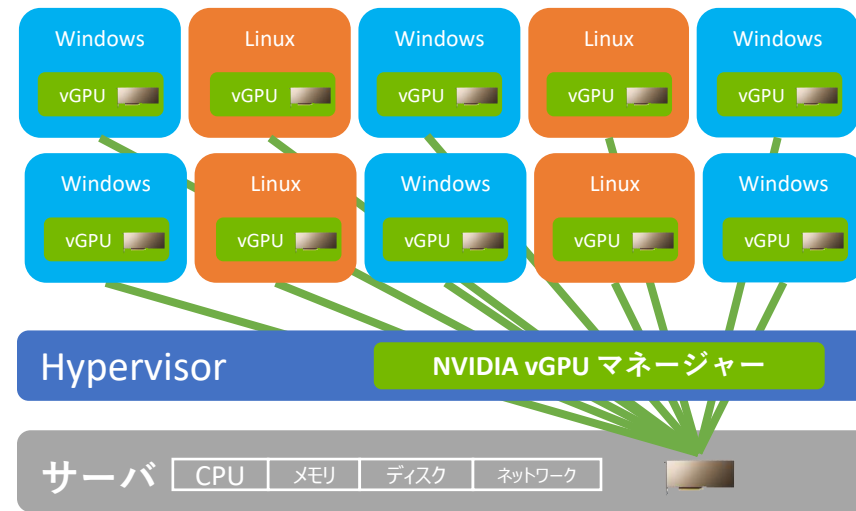 Windows
Linux
Windows
Linux
Windows
vGPU
vGPU
vGPU
vGPU
vGPU
Windows
Linux
Windows
Linux
Windows
vGPU
vGPU
vGPU
vGPU
vGPU
Hypervisor
NVIDIA vGPU マネージャー
サーバ
CPU
メモリ
ディスク
ネットワーク